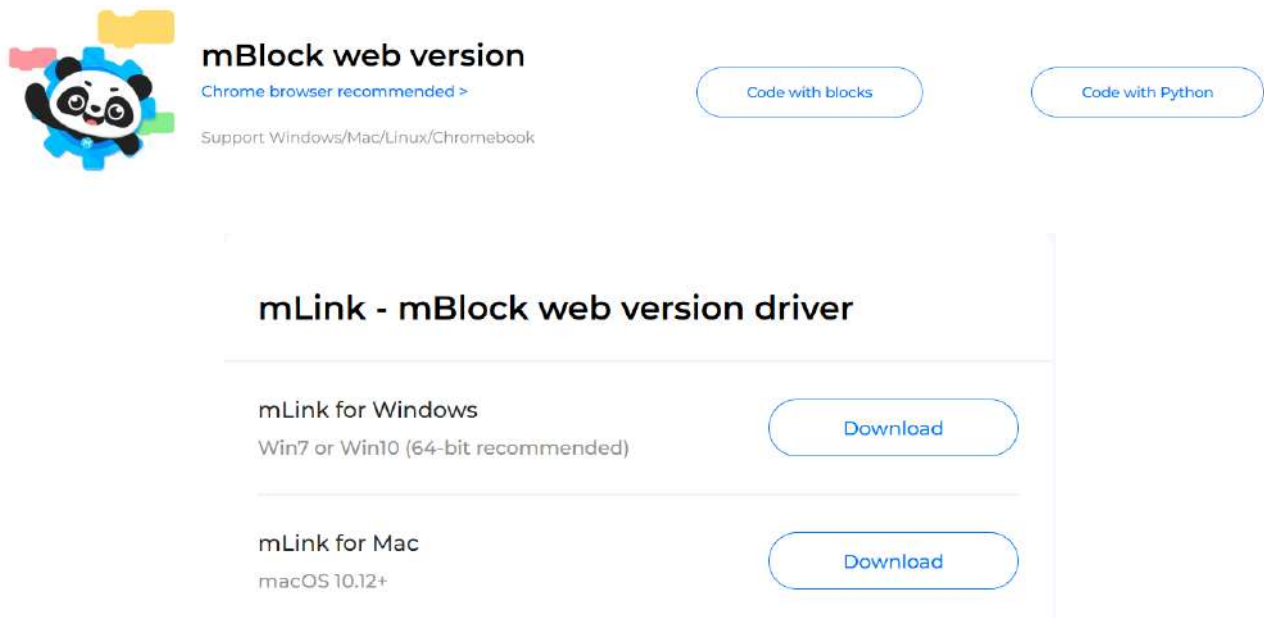 mBlock web version
Chrome browser recommended >
Support Windows/Mac/Linux/Chromebook
Code with blocks
Code with Python
mLink - mBlock web version driver
mLink for Windows
Win7 or Win10 (64-bit recommended)
Download
mLink for Mac
macOS 10.12+
Download